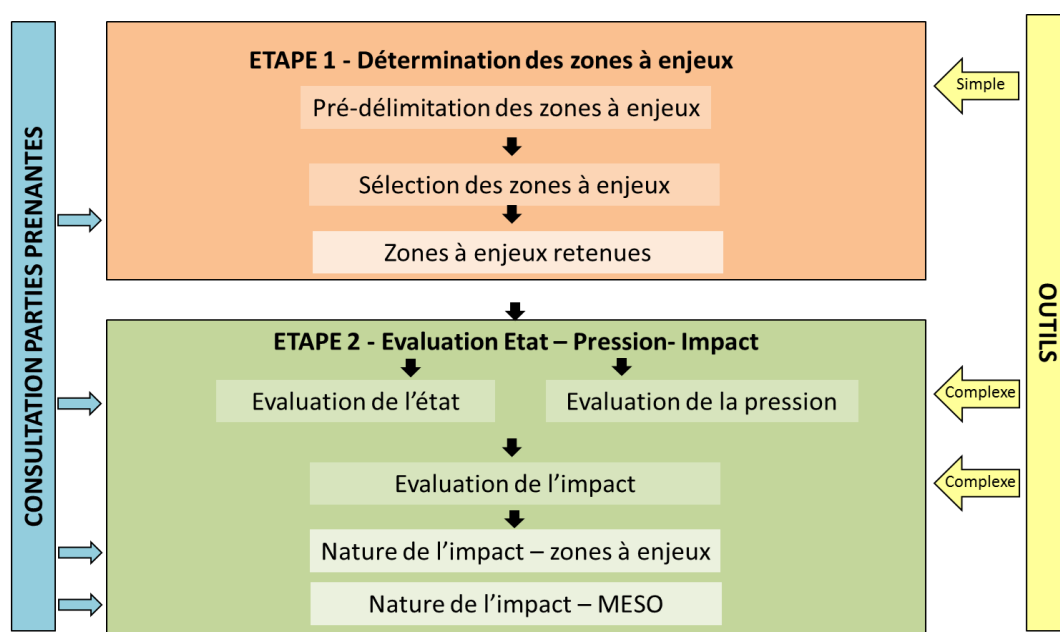 CONSULTATION PARTIES PRENANTES
ETAPE 1 - Détermination des zones à enjeux
Pré-délimitation des zones à enjeux
Sélection des zones à enjeux
Zones à enjeux retenues
Simple
ETAPE 2 - Evaluation Etat – Pression- Impact
Evaluation de l’état
Evaluation de la pression
Complexe
Evaluation de l’impact
Complexe
Nature de l’impact – zones à enjeux
Nature de l’impact – MESO
OUTILS